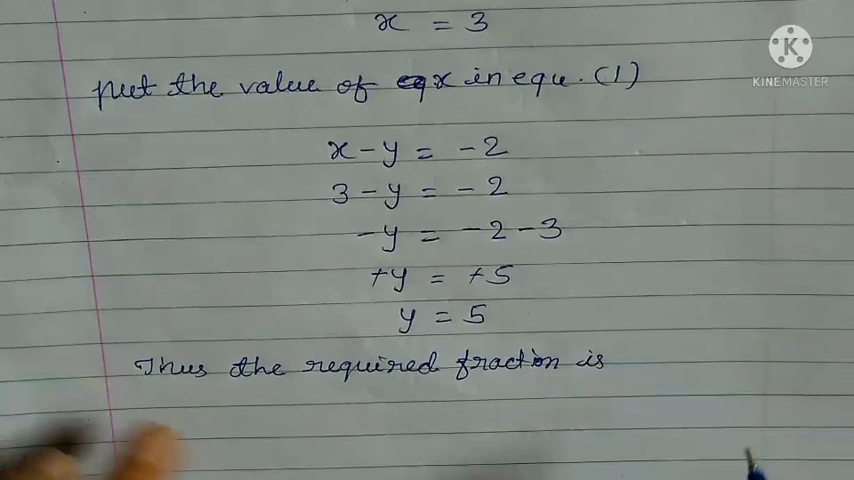 x = 3
K
KINEMASTER
put the value of x in equ. (1)
x - y = -2
3 - y = -2
-y = -2 - 3
+y = +5
y = 5
Thus the required fraction is